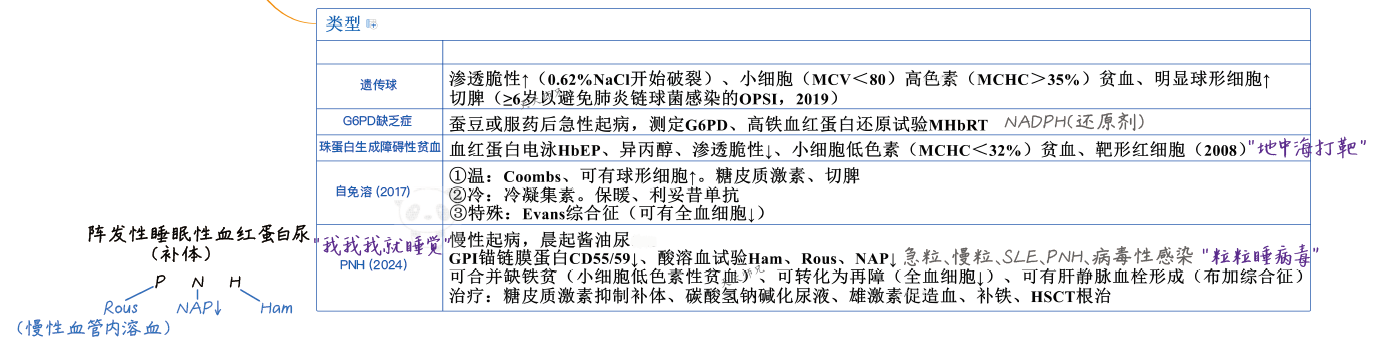 类型
遗传球
渗透脆性↑（0.62%NaCl开始破裂）、小细胞（MCV＜80）高色素（MCHC＞35%）贫血、明显球形细胞↑
切脾（≥6岁以避免肺炎链球菌感染的OPSI，2019）
G6PD缺乏症
蚕豆或服药后急性起病，测定G6PD、高铁血红蛋白还原试验MHbRT NADPH(还原剂)
珠蛋白生成障碍性贫血
血红蛋白电泳HbEP、异丙醇、渗透脆性↓、小细胞低色素（MCHC＜32%）贫血、靶形红细胞（2008）"地中海打靶"
自免溶 (2017)
①温：Coombs、可有球形细胞↑。糖皮质激素、切脾
②冷：冷凝集素。保暖、利妥昔单抗
③特殊：Evans综合征（可有全血细胞↓）
阵发性睡眠性血红蛋白尿
（补体）
P N H
Rous NAP↓ Ham
（慢性血管内溶血）
"我我我就睡觉"
PNH (2024)
慢性起病，晨起酱油尿
GPI锚链膜蛋白CD55/59↓、酸溶血试验Ham、Rous、NAP↓ 急粒、慢粒、SLE、PNH、病毒性感染 "粒粒睡病毒"
可合并缺铁贫（小细胞低色素性贫血）、可转化为再障（全血细胞↓）、可有肝静脉血栓形成（布加综合征）
治疗：糖皮质激素抑制补体、碳酸氢钠碱化尿液、雄激素促造血、补铁、HSCT根治